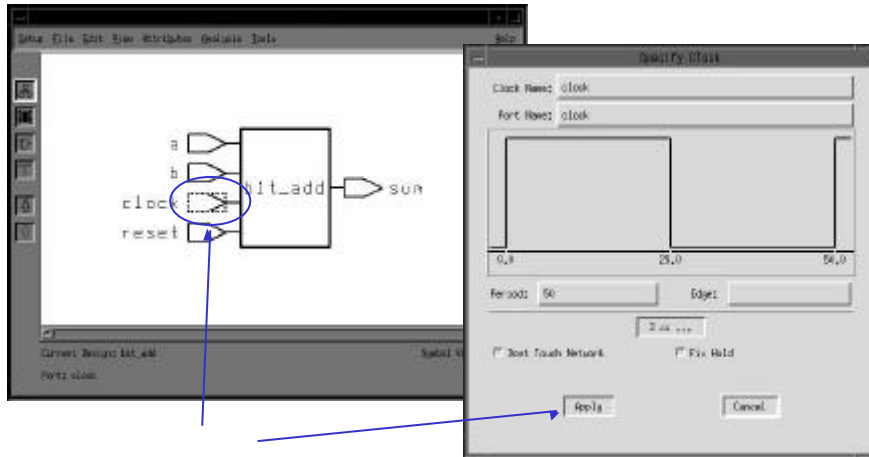 Setup File Edit View Attributes Analysis Tools Help
a
b
clock
reset
bit_add
sum
Current Design: bit_add
Symbol
Port: clock
Specify Clock
Clock Name: clock
Port Name: clock
0.0 25.0 50.0
Period: 50 Edge:
Dont Touch Network Fix Hold
Apply Cancel